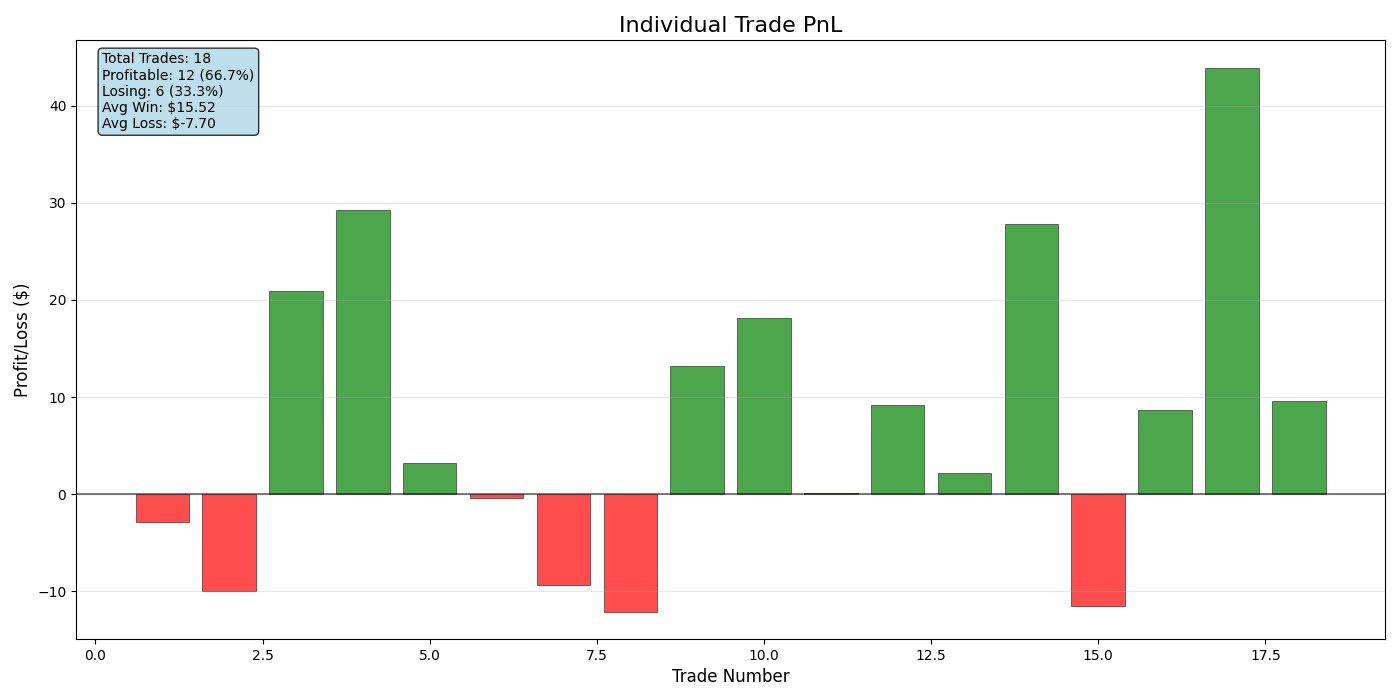 Individual Trade PnL
Total Trades: 18
Profitable: 12 (66.7%)
Losing: 6 (33.3%)
Avg Win: $15.52
Avg Loss: $-7.70
Profit/Loss ($)
40
30
20
10
0
−10
0.0 2.5 5.0 7.5 10.0 12.5 15.0 17.5
Trade Number